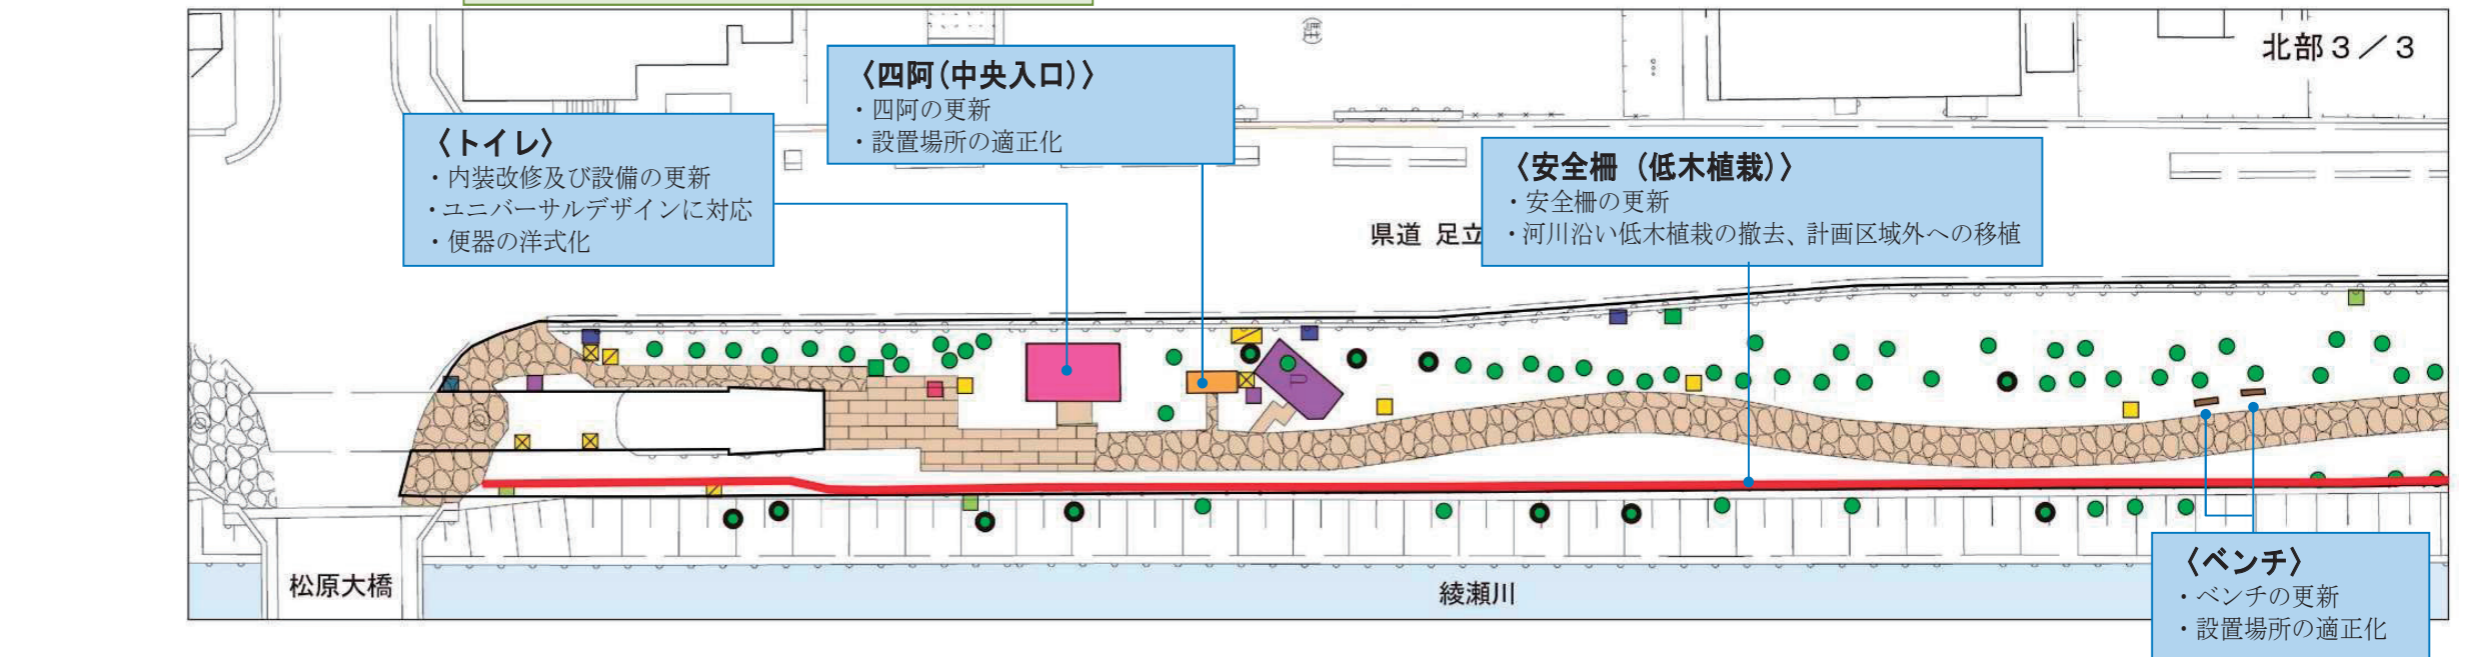 北部3／3
〈四阿(中央入口)〉
・四阿の更新
・設置場所の適正化
〈トイレ〉
・内装改修及び設備の更新
・ユニバーサルデザインに対応
・便器の洋式化
〈安全柵（低木植栽)〉
・安全柵の更新
・河川沿い低木植栽の撤去、計画区域外への移植
県道 足立
松原大橋
綾瀬川
〈ベンチ〉
・ベンチの更新
・設置場所の適正化